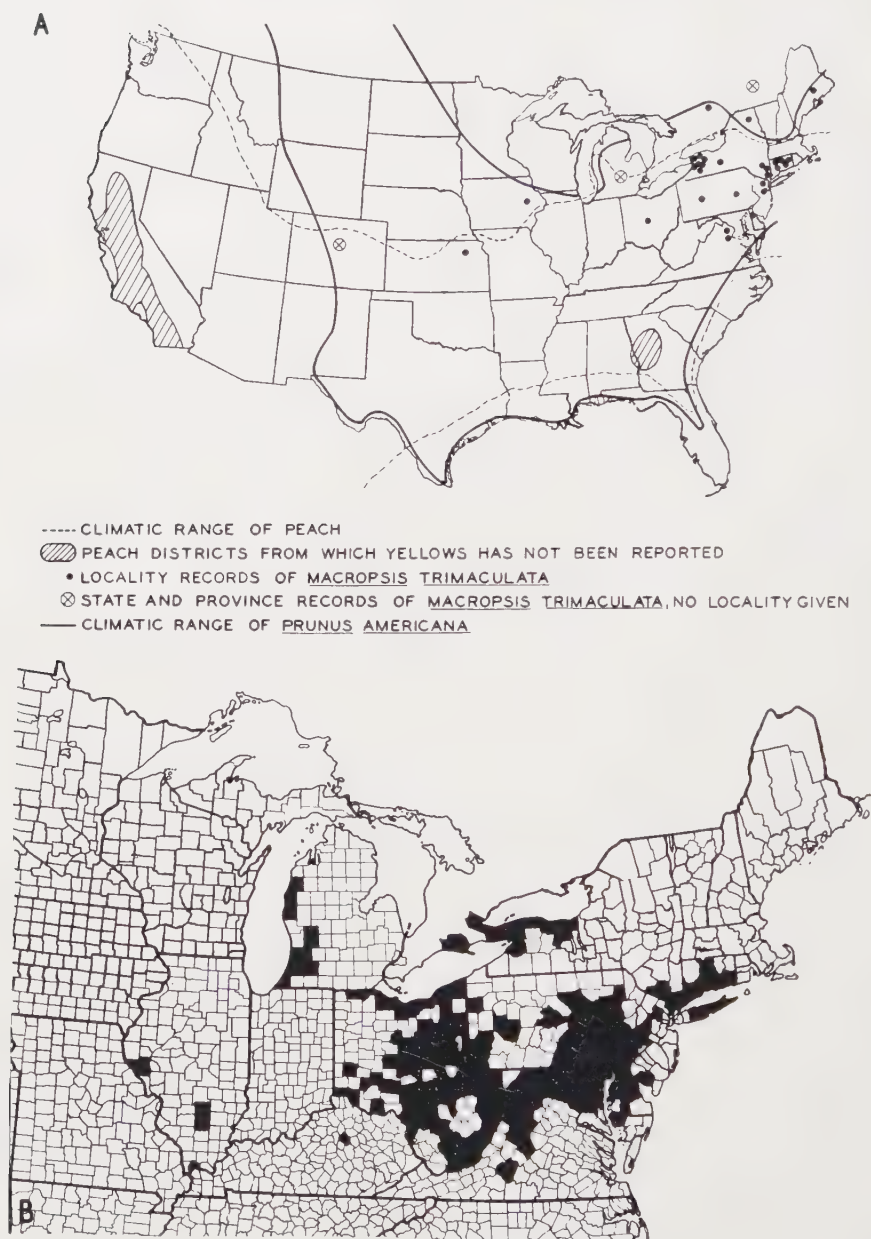 A
CLIMATIC RANGE OF PEACH
PEACH DISTRICTS FROM WHICH YELLOWS HAS NOT BEEN REPORTED
LOCALITY RECORDS OF MACROPSIS TRIMACULATA
STATE AND PROVINCE RECORDS OF MACROPSIS TRIMACULATA, NO LOCALITY GIVEN
CLIMATIC RANGE OF PRUNUS AMERICANA
B